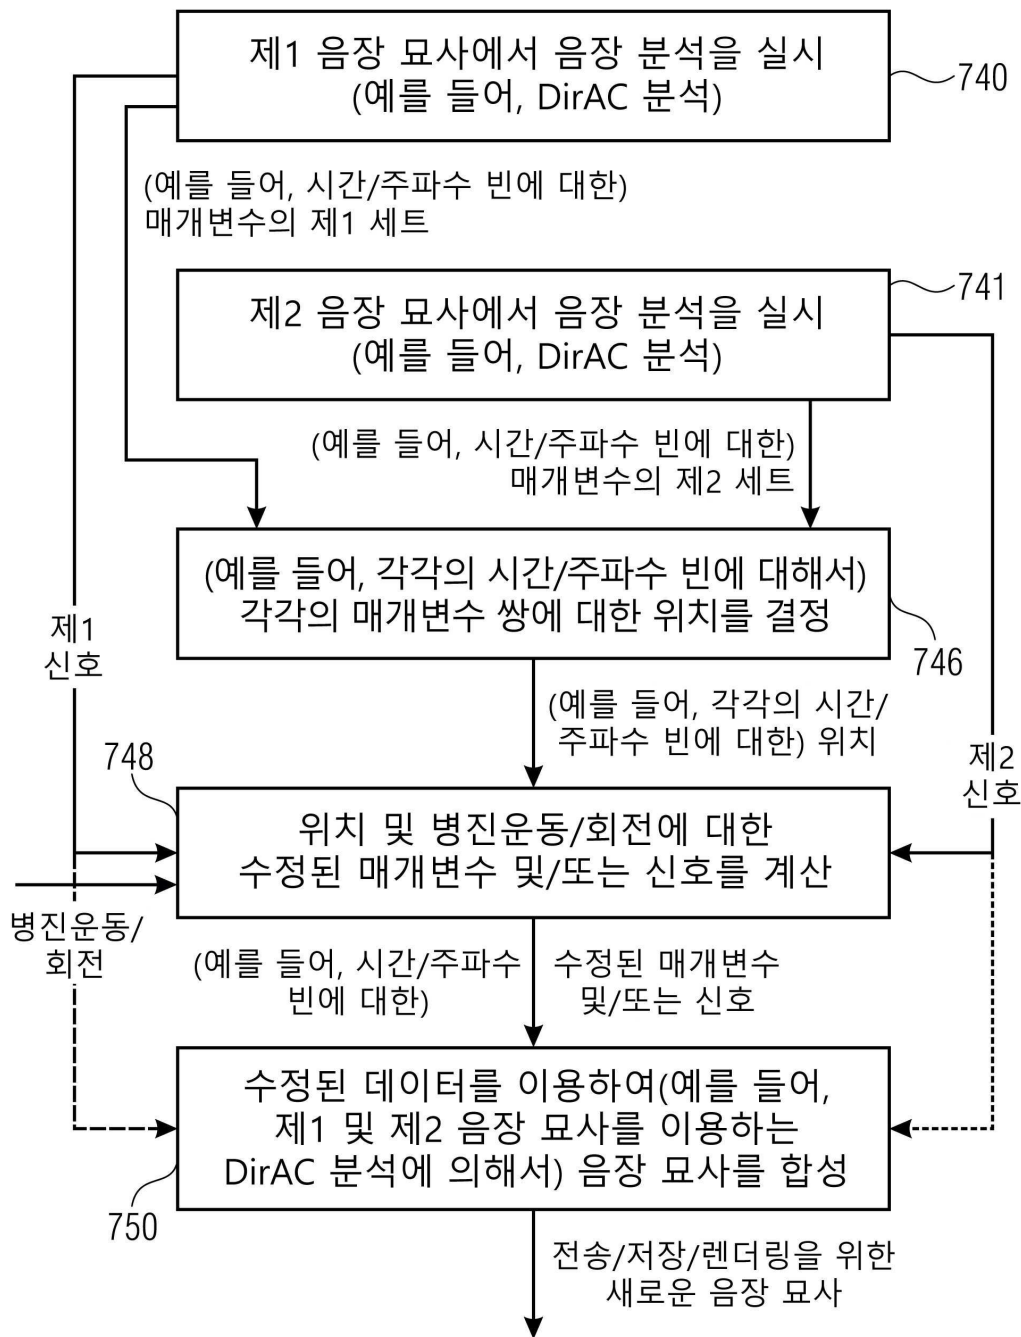 제1 음장 묘사에서 음장 분석을 실시
(예를 들어, DirAC 분석)
740
(예를 들어, 시간/주파수 빈에 대한)
매개변수의 제1 세트
741
제2 음장 묘사에서 음장 분석을 실시
(예를 들어, DirAC 분석)
(예를 들어, 시간/주파수 빈에 대한)
매개변수의 제2 세트
(예를 들어, 각각의 시간/주파수 빈에 대해서)
각각의 매개변수 쌍에 대한 위치를 결정
746
제1
신호
(예를 들어, 각각의 시간/
주파수 빈에 대한) 위치
제2
신호
748
위치 및 병진운동/회전에 대한
수정된 매개변수 및/또는 신호를 계산
병진운동/
회전
(예를 들어, 시간/주파수
빈에 대한)
수정된 매개변수
및/또는 신호
수정된 데이터를 이용하여(예를 들어,
제1 및 제2 음장 묘사를 이용하는
DirAC 분석에 의해서) 음장 묘사를 합성
750
전송/저장/렌더링을 위한
새로운 음장 묘사